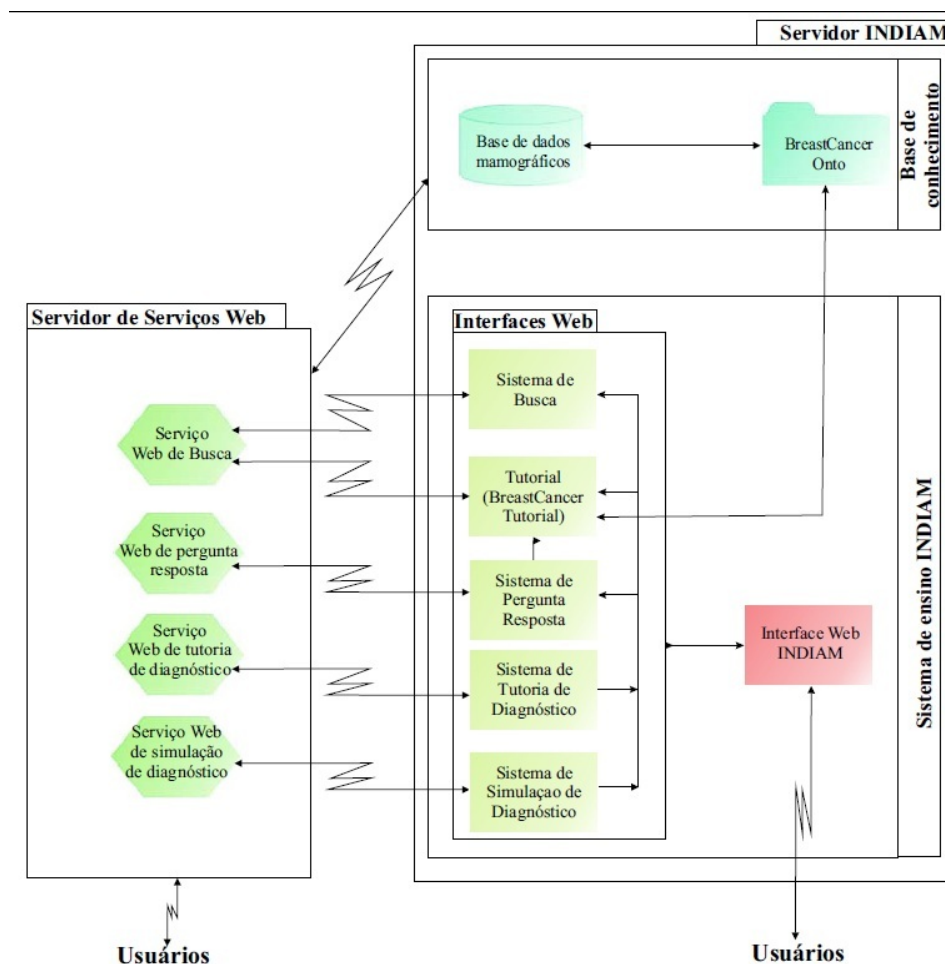 Servidor INDIAM
Base de dados
mamográficos
BreastCancer
Onto
Base de
conhecimento
Servidor de Serviços Web
Serviço
Web de Busca
Serviço
Web de pergunta
resposta
Serviço
Web de tutoria
de diagnóstico
Serviço Web
de simulação
de diagnóstico
Usuários
Interfaces Web
Sistema de
Busca
Tutorial
(BreastCancer
Tutorial)
Sistema de
Pergunta
Resposta
Sistema de
Tutoria de
Diagnóstico
Sistema de
Simulaçao de
Diagnóstico
Interface Web
INDIAM
Sistema de ensino INDIAM
Usuários